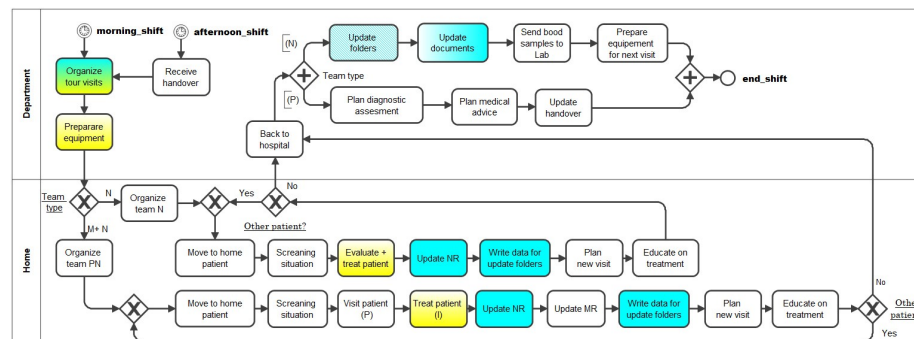 Department
morning_shift
afternoon_shift
Organize
tour visits
Receive
handover
Preparare
equipment
(N)
Update
folders
Update
documents
Send bood
samples to
Lab
Prepare
equipement
for next visit
Team type
(P)
Plan diagnostic
assesment
Plan medical
advice
Update
handover
end_shift
Back to
hospital
Home
Team
type
N
Organize
team N
Yes
No
Other patient?
M+ N
Organize
team PN
Move to home
patient
Screaning
situation
Evaluate +
treat patient
Update NR
Write data for
update folders
Plan
new visit
Educate on
treatment
Move to home
patient
Screaning
situation
Visit patient
(P)
Treat patient
(I)
Update NR
Update MR
Write data for
update folders
Plan
new visit
Educate on
treatment
No
Yes